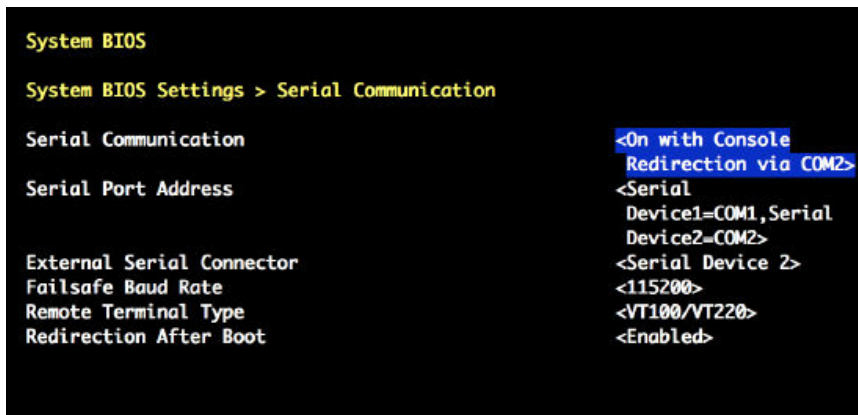 System BIOS
System BIOS Settings > Serial Communication
Serial Communication <On with Console
Redirection via COM2>
Serial Port Address <Serial
Device1=COM1,Serial
Device2=COM2>
External Serial Connector <Serial Device 2>
Failsafe Baud Rate <115200>
Remote Terminal Type <VT100/VT220>
Redirection After Boot <Enabled>